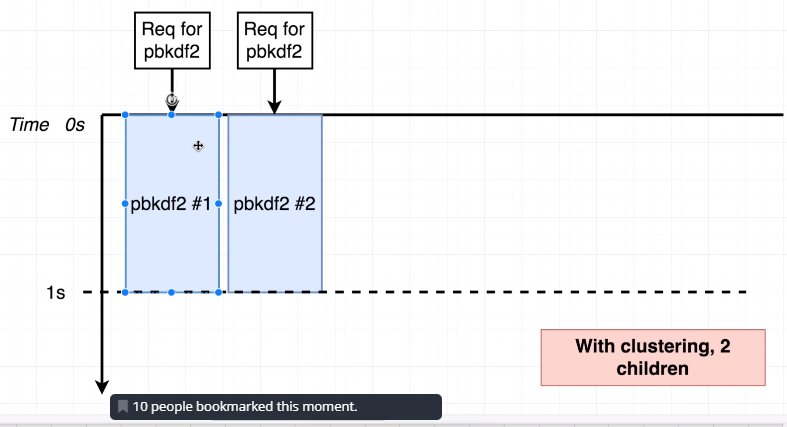 Req for
pbkdf2
Req for
pbkdf2
Time 0s
pbkdf2 #1
pbkdf2 #2
1s
With clustering, 2
children
10 people bookmarked this moment.